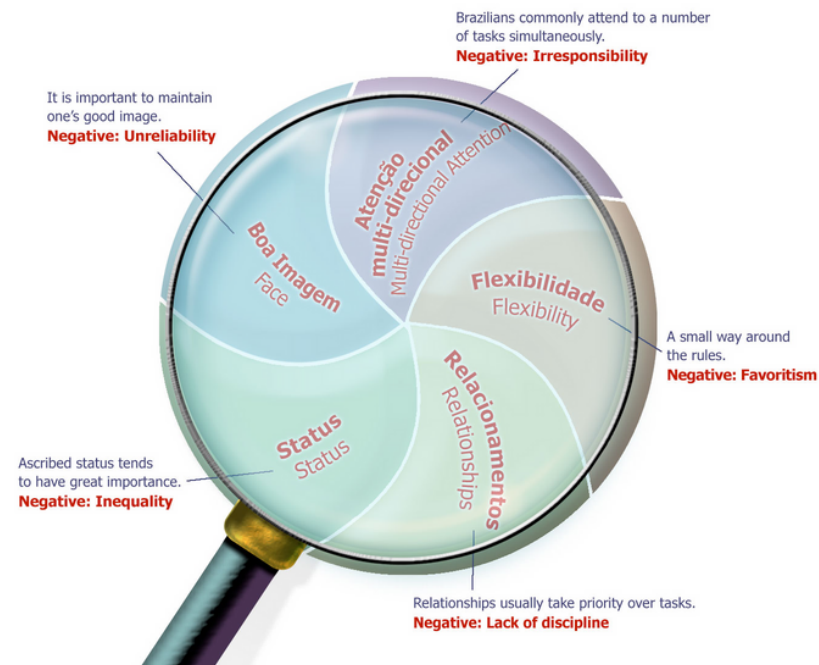 Brazilians commonly attend to a number
of tasks simultaneously.
Negative: Irresponsibility
It is important to maintain
one's good image.
Negative: Unreliability
Atenção
multi-direcional
Multi-directional Attention
Boa Imagem
Face
Flexibilidade
Flexibility
A small way around
the rules.
Negative: Favoritism
Relacionamentos
Relationships
Status
Status
Ascribed status tends
to have great importance.
Negative: Inequality
Relationships usually take priority over tasks.
Negative: Lack of discipline